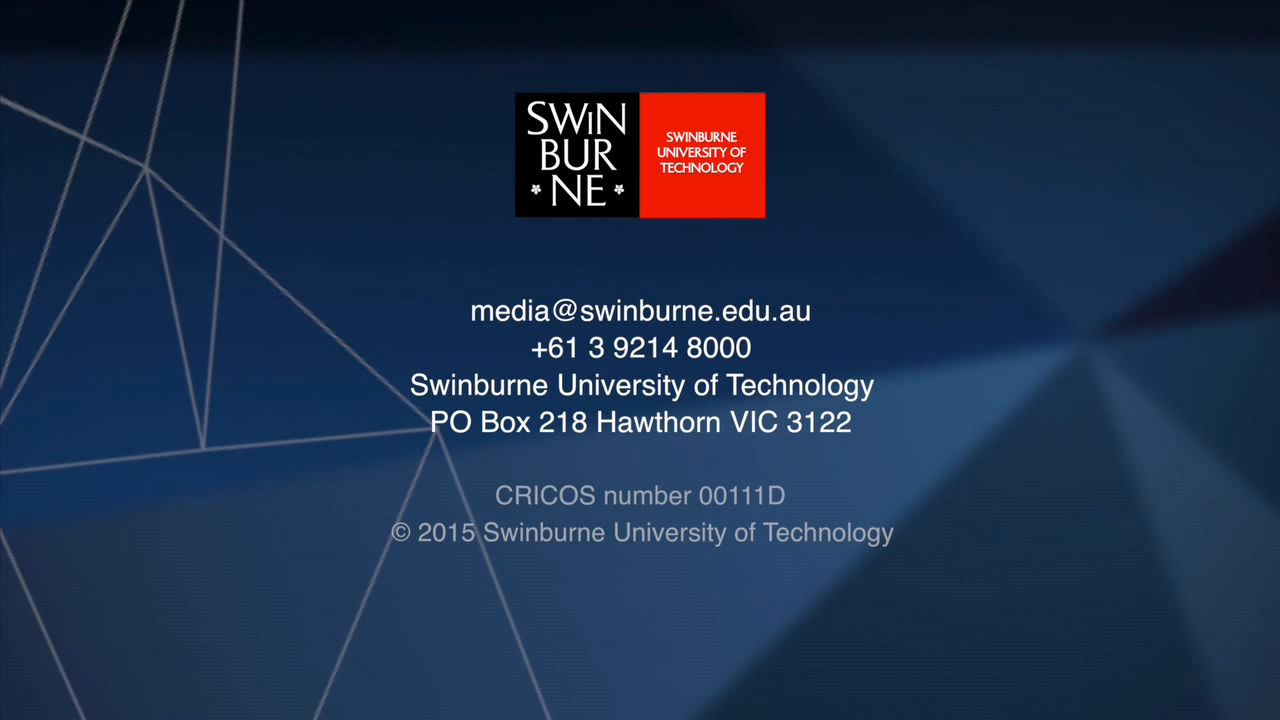 SWiN
BUR
NE
SWINBURNE
UNIVERSITY OF
TECHNOLOGY
media@swinburne.edu.au
+61 3 9214 8000
Swinburne University of Technology
PO Box 218 Hawthorn VIC 3122
CRICOS number 00111D
© 2015 Swinburne University of Technology